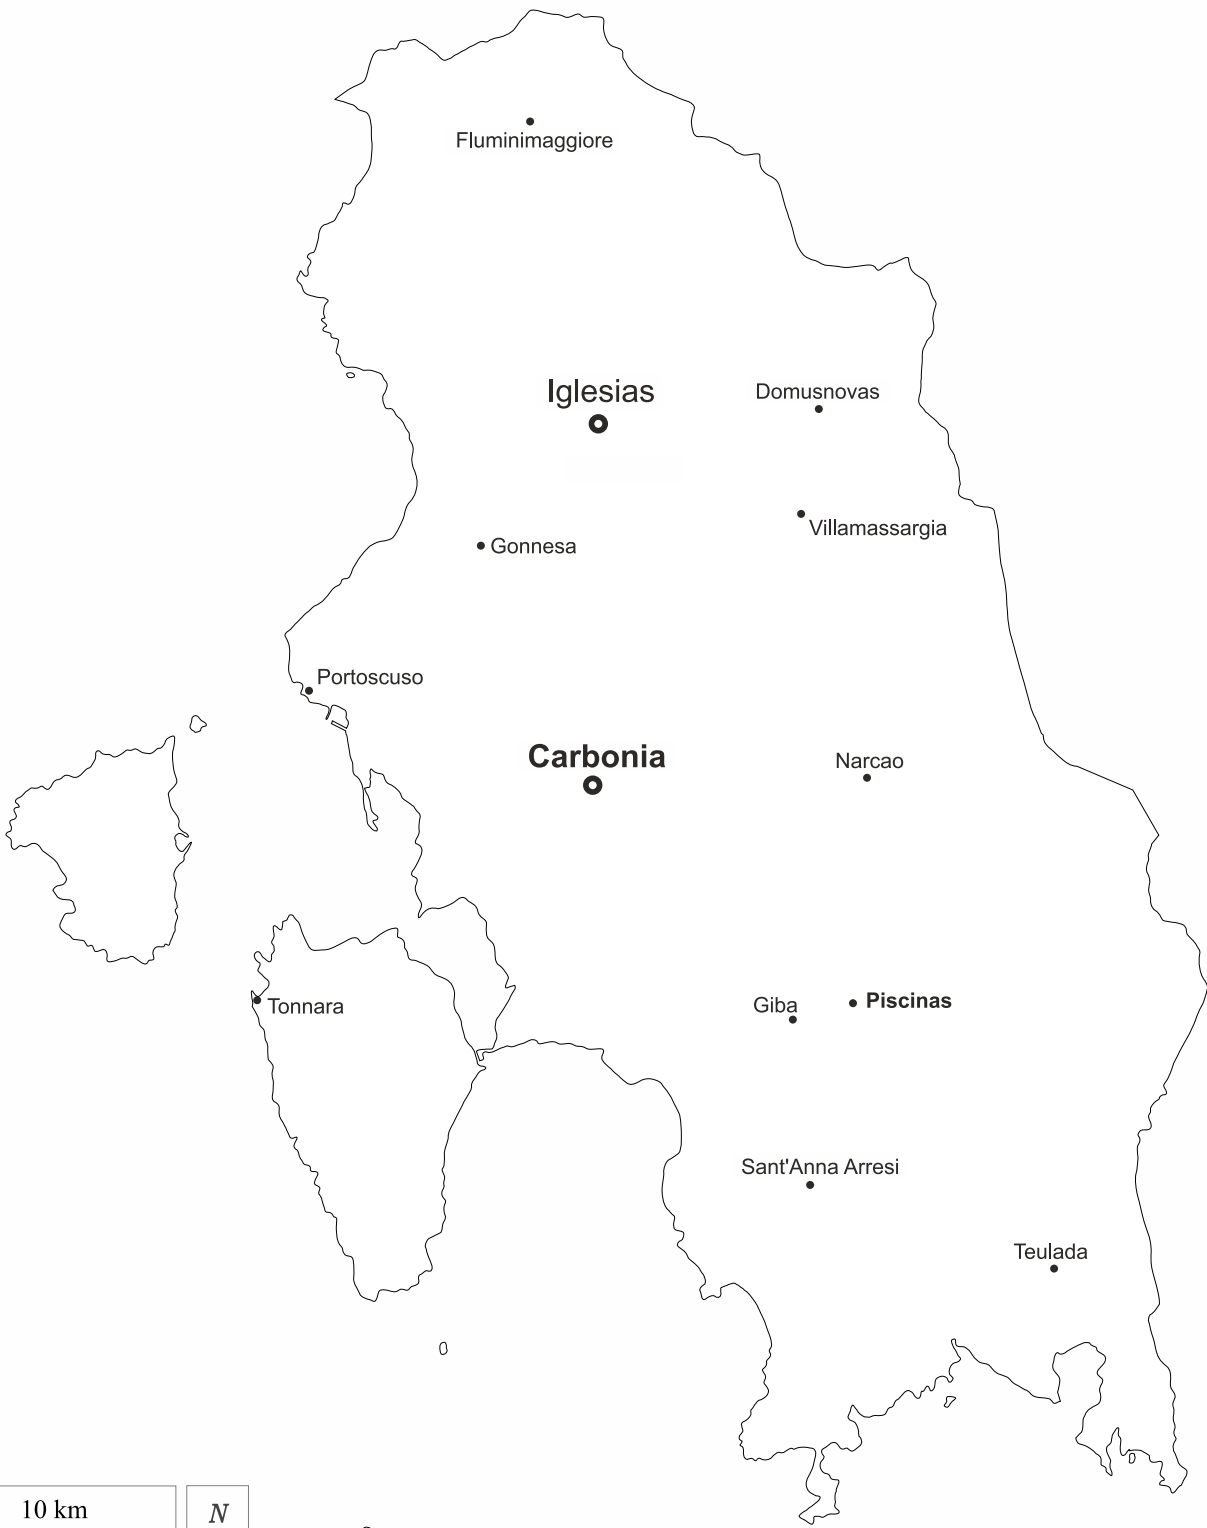 Fluminimaggiore
Iglesias
Domusnovas
Villamassargia
Gonnesa
Portoscuso
Carbonia
Narcao
Piscinas
Giba
Tonnara
Sant'Anna Arresi
Teulada
10 km
N